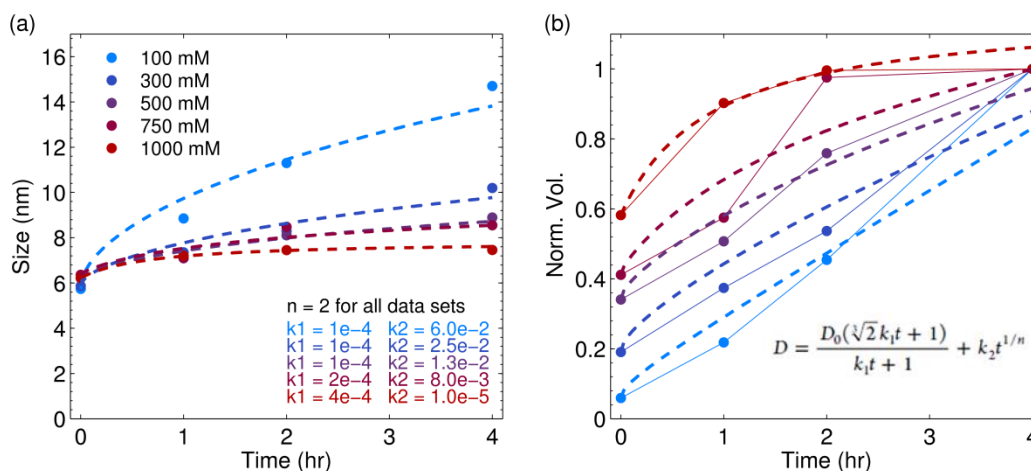 (a)
16
14
12
10
8
6
4
2
0
Size (nm)
100 mM
300 mM
500 mM
750 mM
1000 mM
n = 2 for all data sets
k1 = 1e−4 k2 = 6.0e−2
k1 = 1e−4 k2 = 2.5e−2
k1 = 1e−4 k2 = 1.3e−2
k1 = 2e−4 k2 = 8.0e−3
k1 = 4e−4 k2 = 1.0e−5
0 1 2 3 4
Time (hr)
(b)
1
0.8
0.6
0.4
0.2
0
Norm. Vol.
D = D₀(∛2 k₁t + 1) / k₁t + 1 + k₂t^{1/n}
0 1 2 3 4
Time (hr)